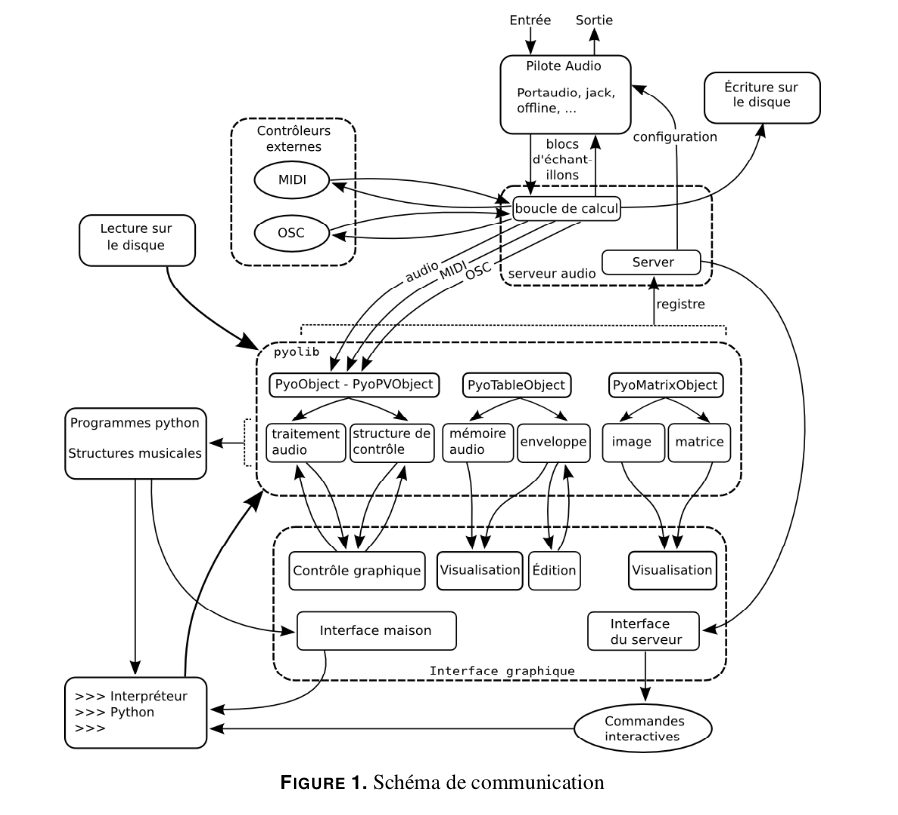 Entrée
Sortie
Pilote Audio
Portaudio, jack,
offline, ...
Écriture sur
le disque
configuration
blocs
d'échant-
illons
Contrôleurs
externes
MIDI
OSC
boucle de calcul
Server
serveur audio
Lecture sur
le disque
audio
MIDI
OSC
registre
pyolib
PyoObject - PyoPVObject
PyoTableObject
PyoMatrixObject
traitement
audio
structure de
contrôle
mémoire
audio
enveloppe
image
matrice
Programmes python
Structures musicales
Contrôle graphique
Visualisation
Édition
Visualisation
Interface maison
Interface
du serveur
Interface graphique
>>> Interpréteur
>>> Python
>>>
Commandes
interactives
FIGURE 1. Schéma de communication